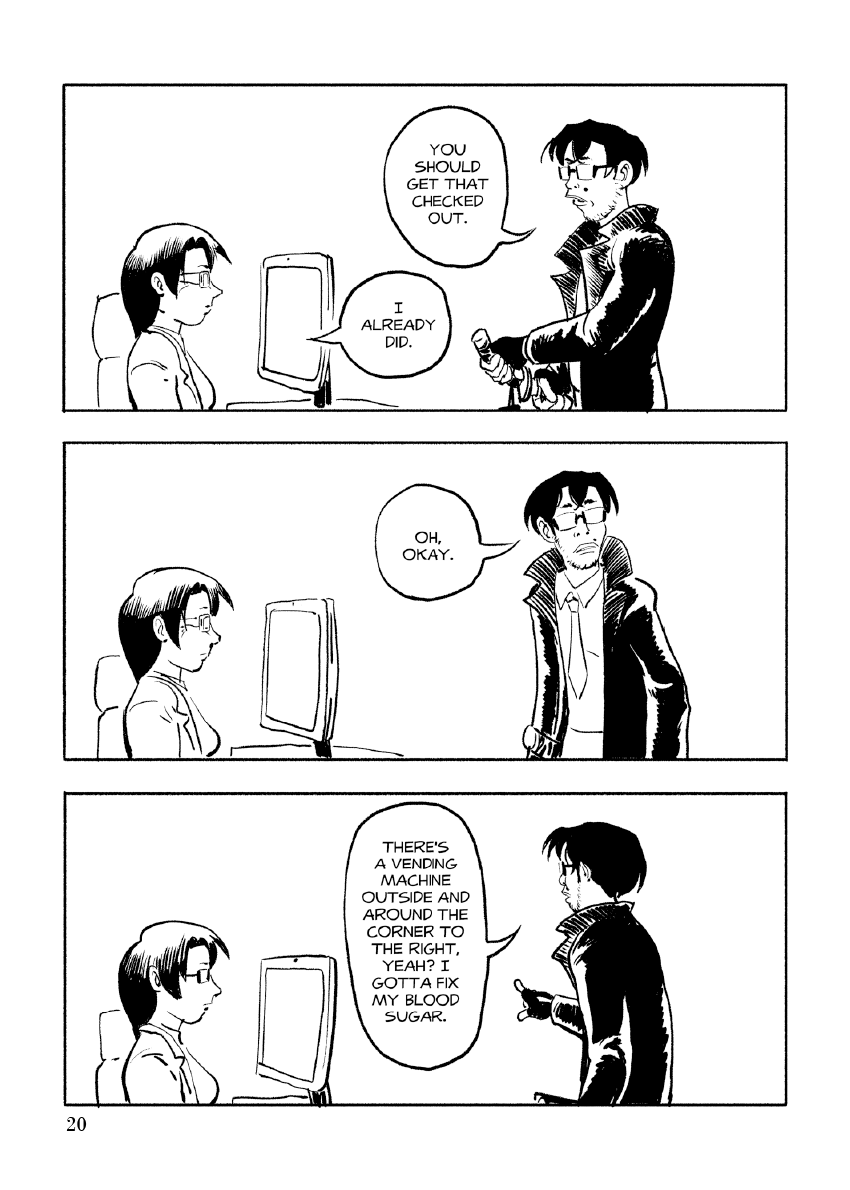 YOU
SHOULD
GET THAT
CHECKED
OUT.
I
ALREADY
DID.
OH,
OKAY.
THERE'S
A VENDING
MACHINE
OUTSIDE AND
AROUND THE
CORNER TO
THE RIGHT,
YEAH? I
GOTTA FIX
MY BLOOD
SUGAR.
20